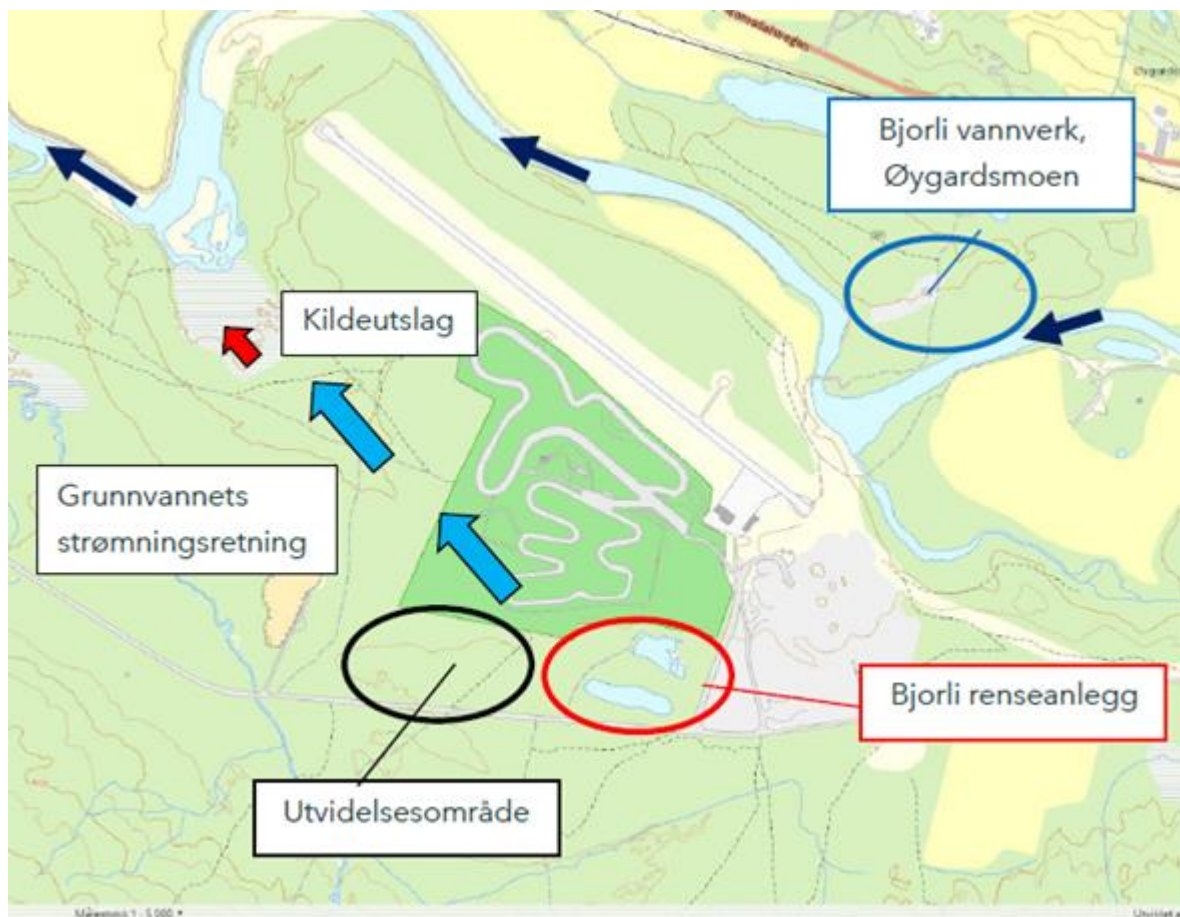 Bjorli vannverk,
Øygardsmoen
Kildeutslag
Grunnvannets
strømningsretning
Bjorli renseanlegg
Utvidelsesområde